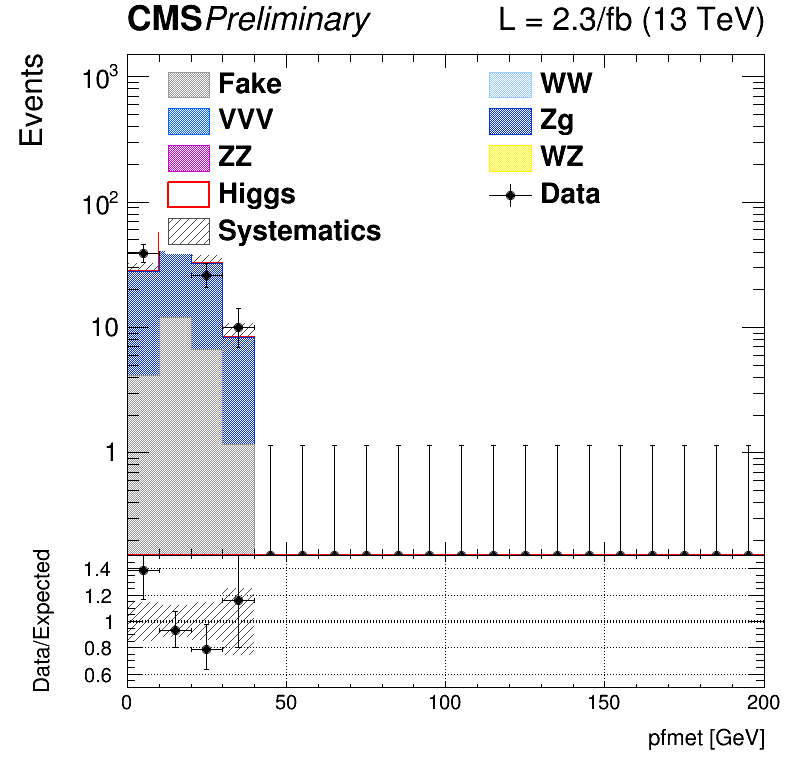 CMS Preliminary L = 2.3/fb (13 TeV)
Events
10³
10²
10
1
Fake WW
VVV Zg
ZZ WZ
Higgs Data
Systematics
Data/Expected
1.4
1.2
1
0.8
0.6
0 50 100 150 200
pfmet [GeV]